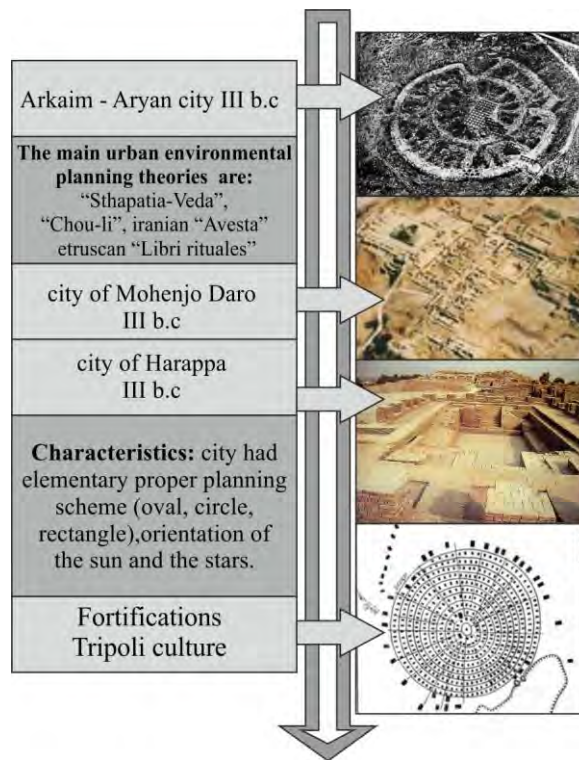 Arkaim - Aryan city III b.c
The main urban environmental
planning theories are:
“Sthapatia-Veda”,
“Chou-li”, iranian “Avesta”
etruscan “Libri rituales”
city of Mohenjo Daro
III b.c
city of Harappa
III b.c
Characteristics: city had
elementary proper planning
scheme (oval, circle,
rectangle),orientation of
the sun and the stars.
Fortifications
Tripoli culture